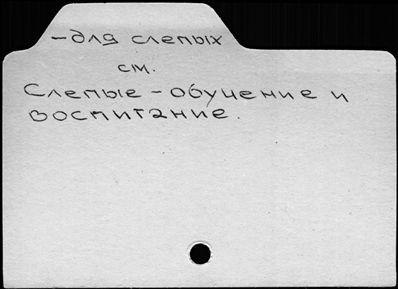 -для слепых
см.
Слепые - обучение и
воспитание.